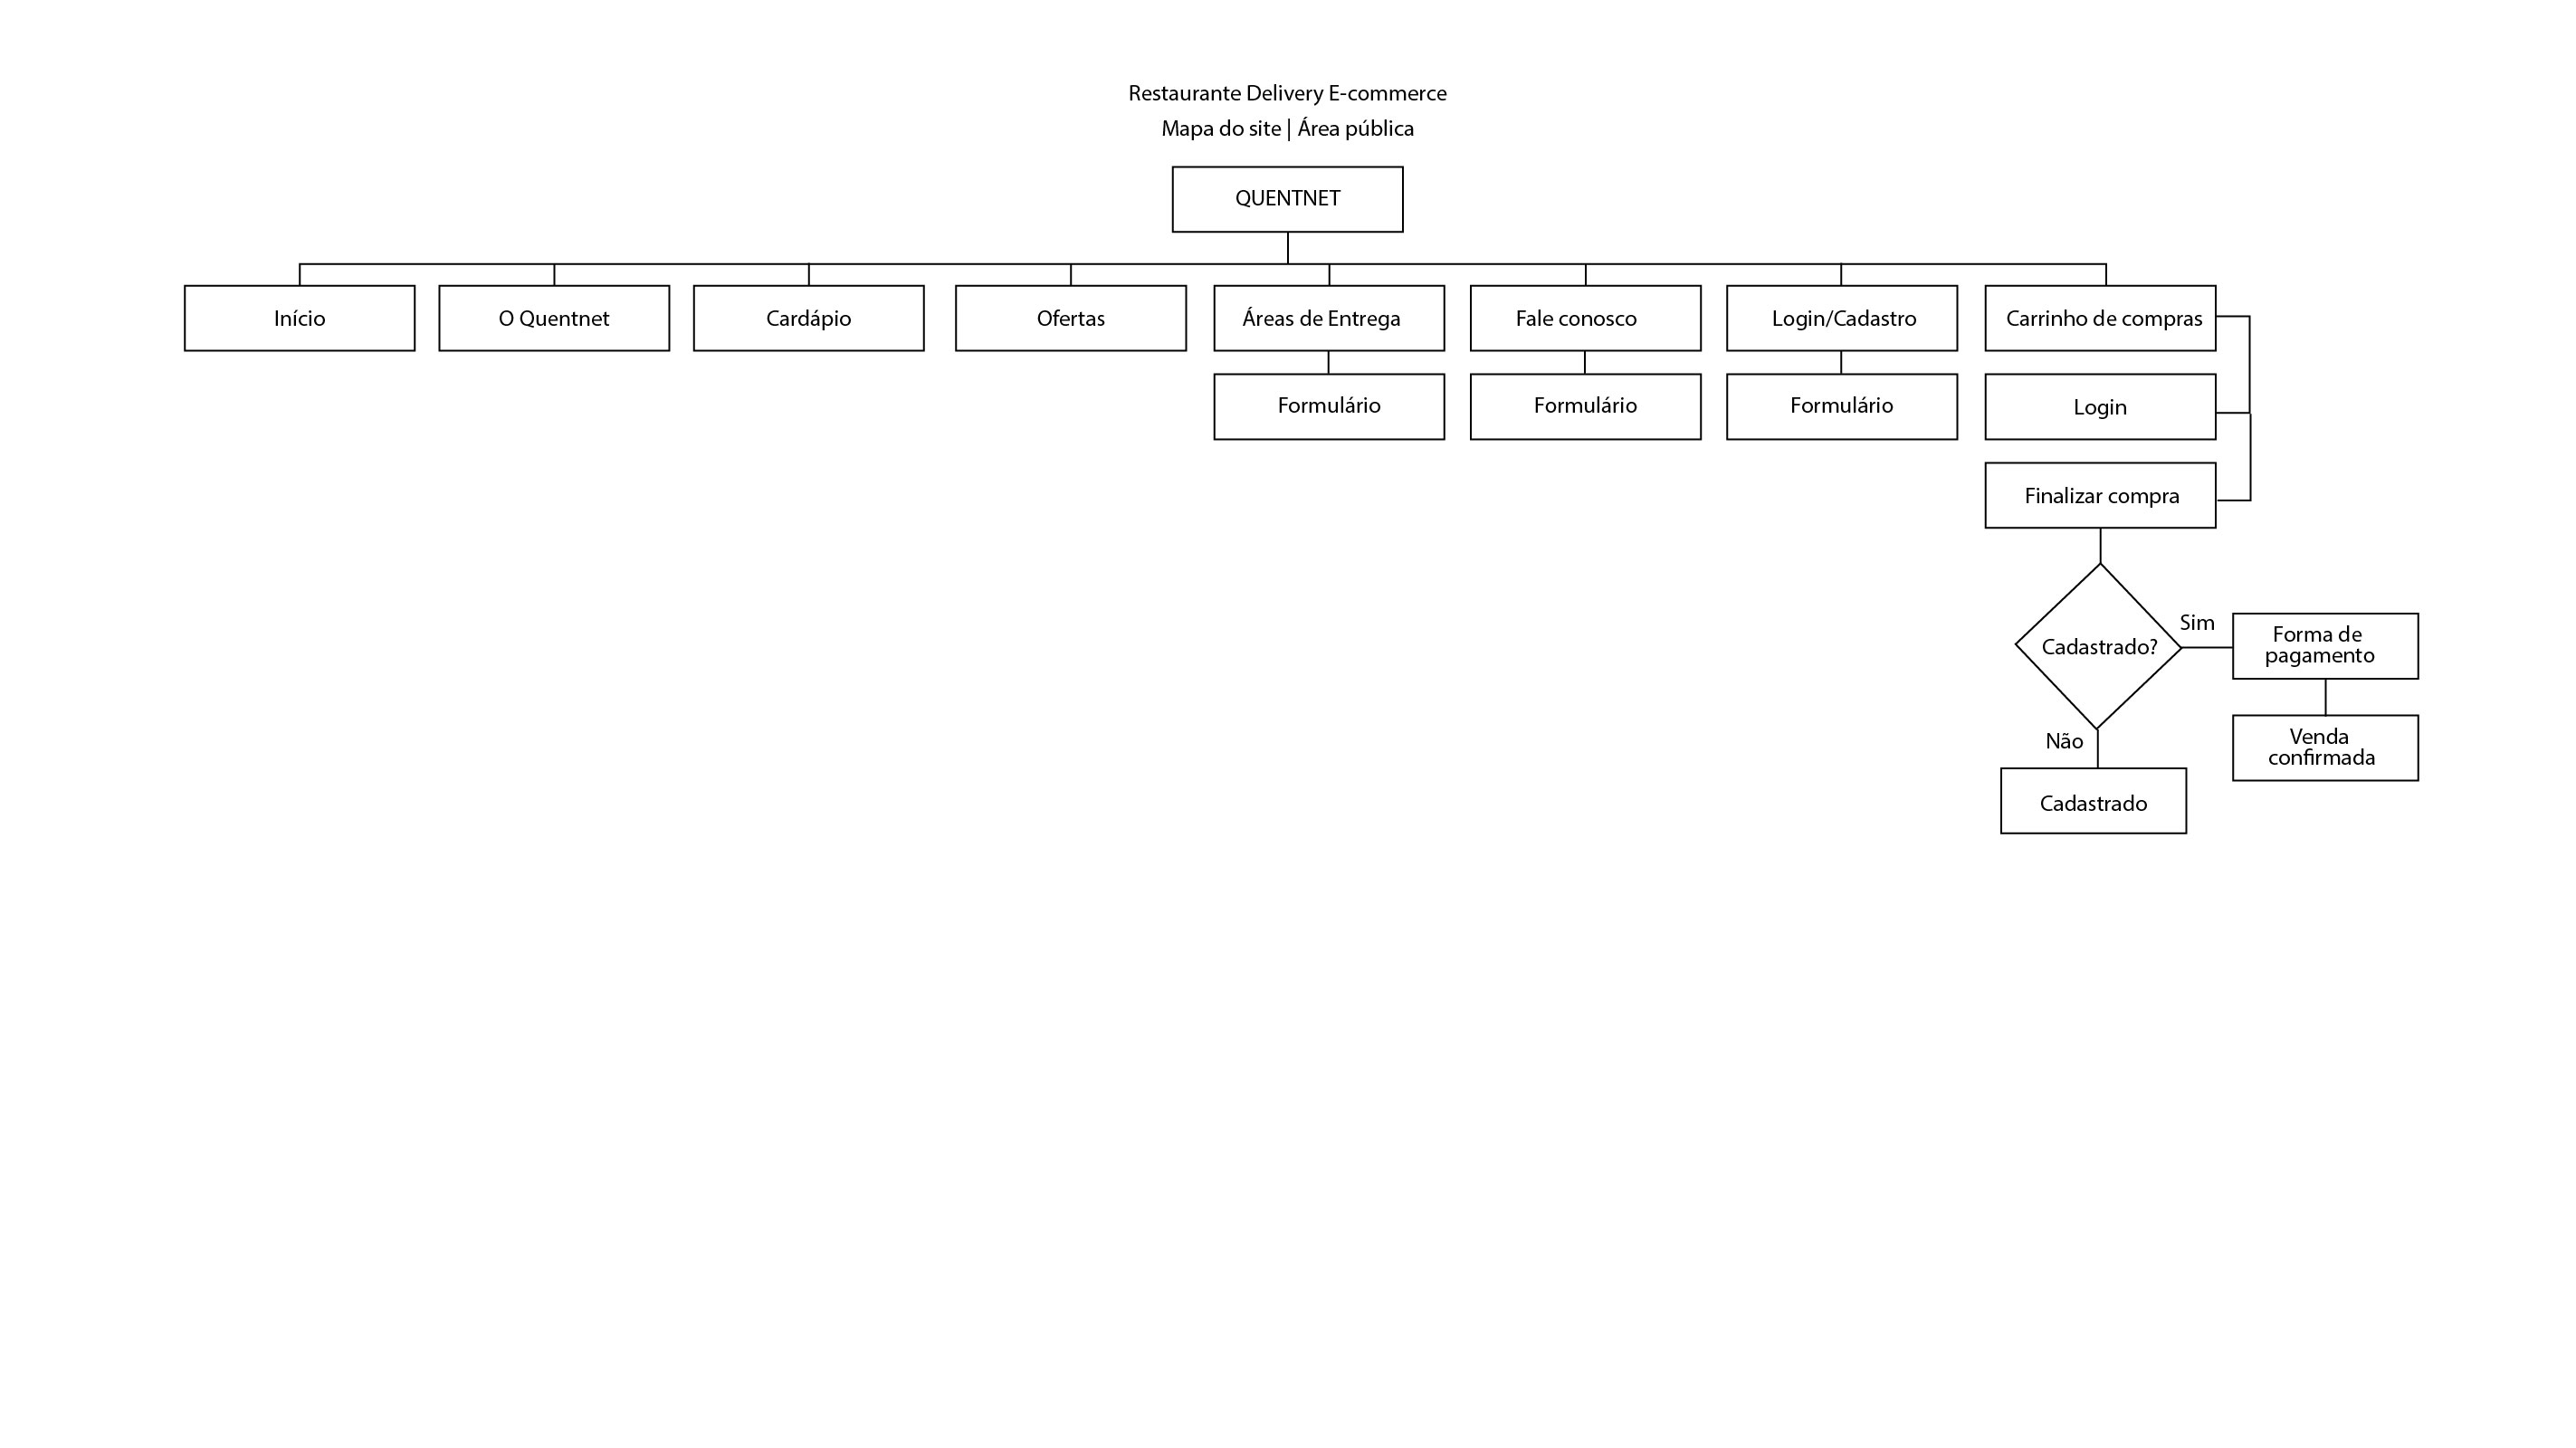 Restaurante Delivery E-commerce
Mapa do site | Área pública
QUENTNET
Início
O Quentnet
Cardápio
Ofertas
Áreas de Entrega
Fale conosco
Login/Cadastro
Carrinho de compras
Formulário
Formulário
Formulário
Login
Finalizar compra
Cadastrado?
Sim
Forma de
pagamento
Não
Venda
confirmada
Cadastrado